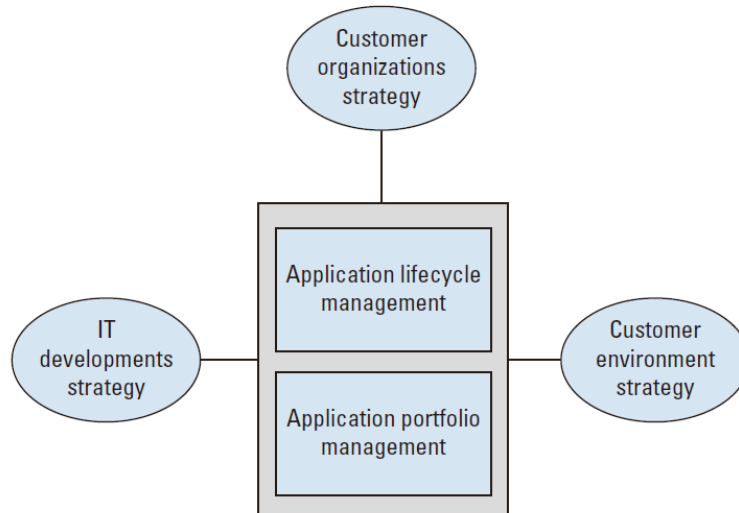 Customer
organizations
strategy
Application lifecycle
management
IT
developments
strategy
Customer
environment
strategy
Application portfolio
management